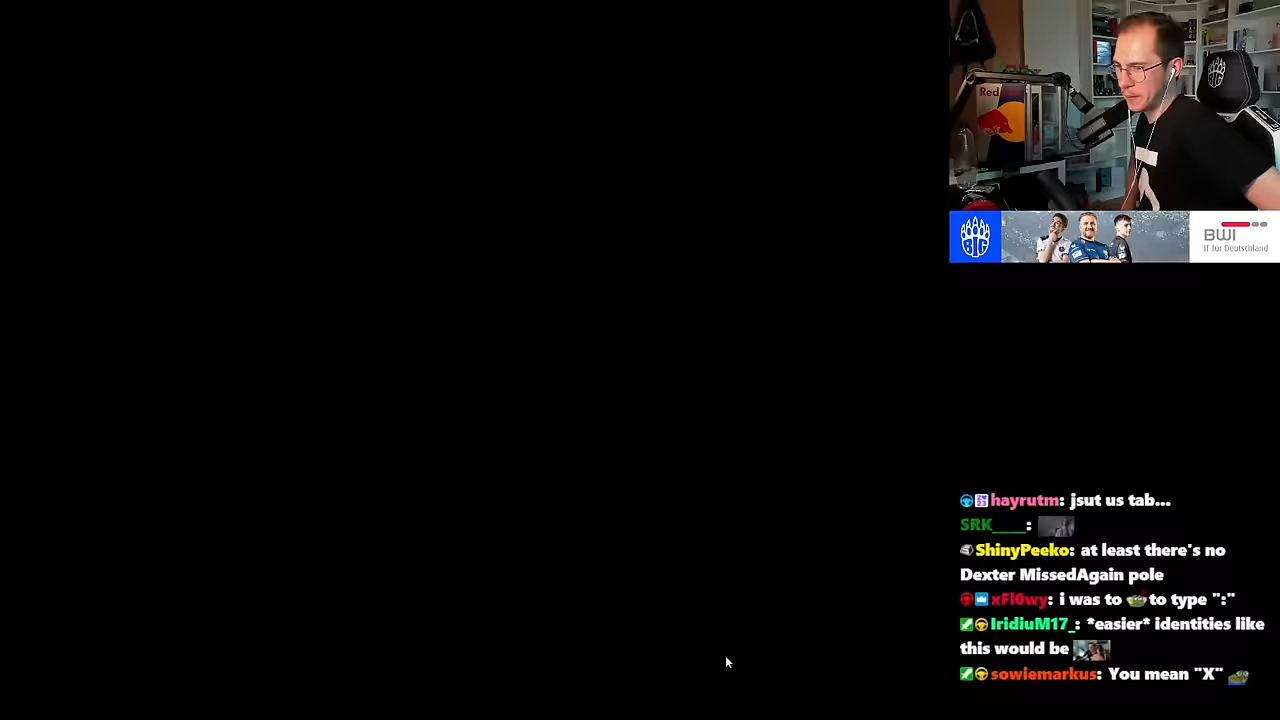 Red
BIG
BWI
IT für Deutschland
hayrutm: jsut us tab...
SRK____:
ShinyPeeko: at least there's no
Dexter MissedAgain pole
xFl0wy: i was to to type ":"
IridiuM17_: *easier* identities like
this would be
sowiemarkus: You mean "X"